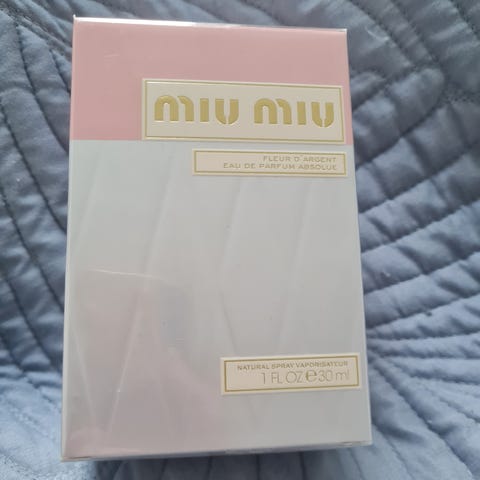 miu miu
FLEUR D'ARGENT
EAU DE PARFUM ABSOLUE
NATURAL SPRAY VAPORISATEUR
1 FL OZ ℮ 30 ml